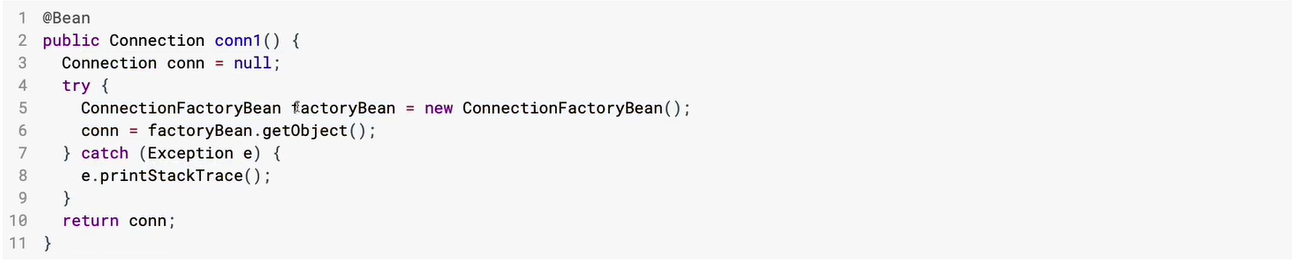 1 @Bean
2 public Connection conn1() {
3   Connection conn = null;
4   try {
5     ConnectionFactoryBean factoryBean = new ConnectionFactoryBean();
6     conn = factoryBean.getObject();
7   } catch (Exception e) {
8     e.printStackTrace();
9   }
10   return conn;
11 }